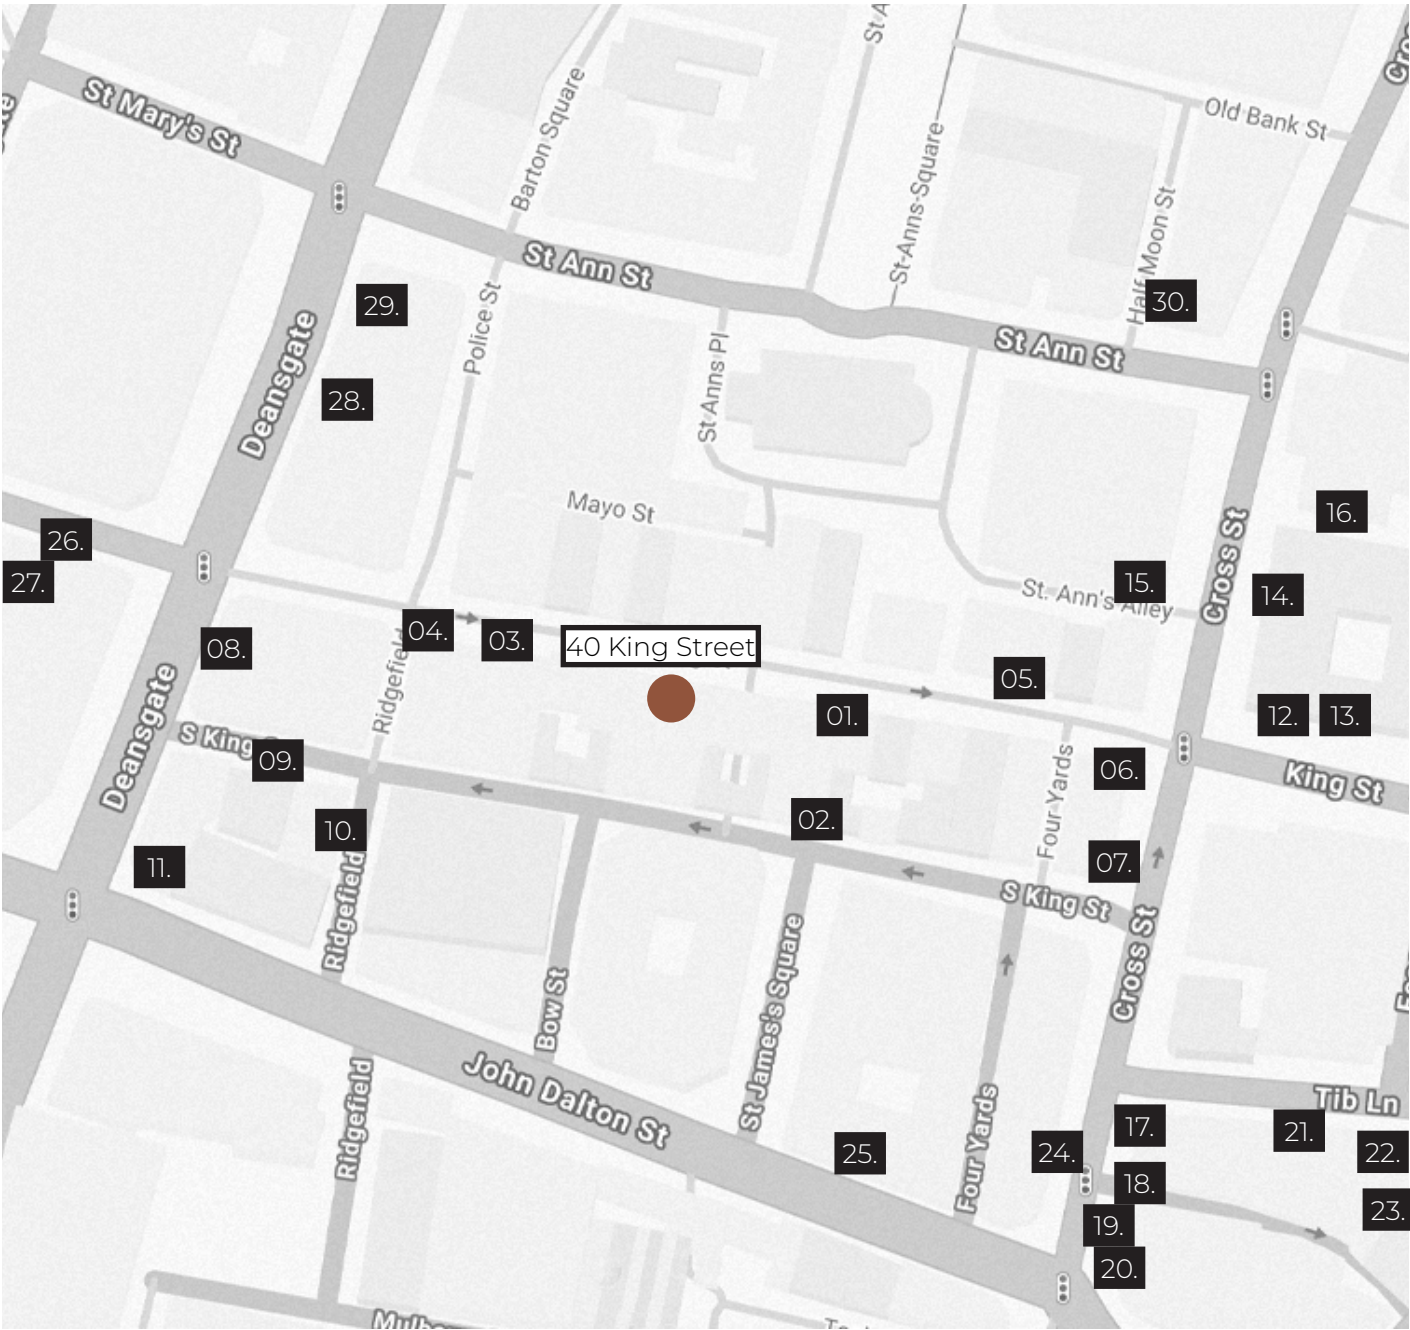 St Mary's St
Barton Square
St A
St-Anns-Square
Old Bank St
Half Moon St
30.
St Ann St
St Ann St
29.
Police St
St Anns Pl
Deansgate
28.
Mayo St
Cross St
16.
26.
27.
15.
St. Ann's Alley
14.
04.
03.
40 King Street
08.
Ridgefield
05.
01.
12.
13.
Deansgate
S King
09.
06.
King St
Four Yards
10.
02.
07.
11.
S King St
Ridgefield
Bow St
St James's Square
Cross St
John Dalton St
Tib Ln
Ridgefield
Four Yards
25.
24.
17.
21.
22.
18.
23.
19.
20.